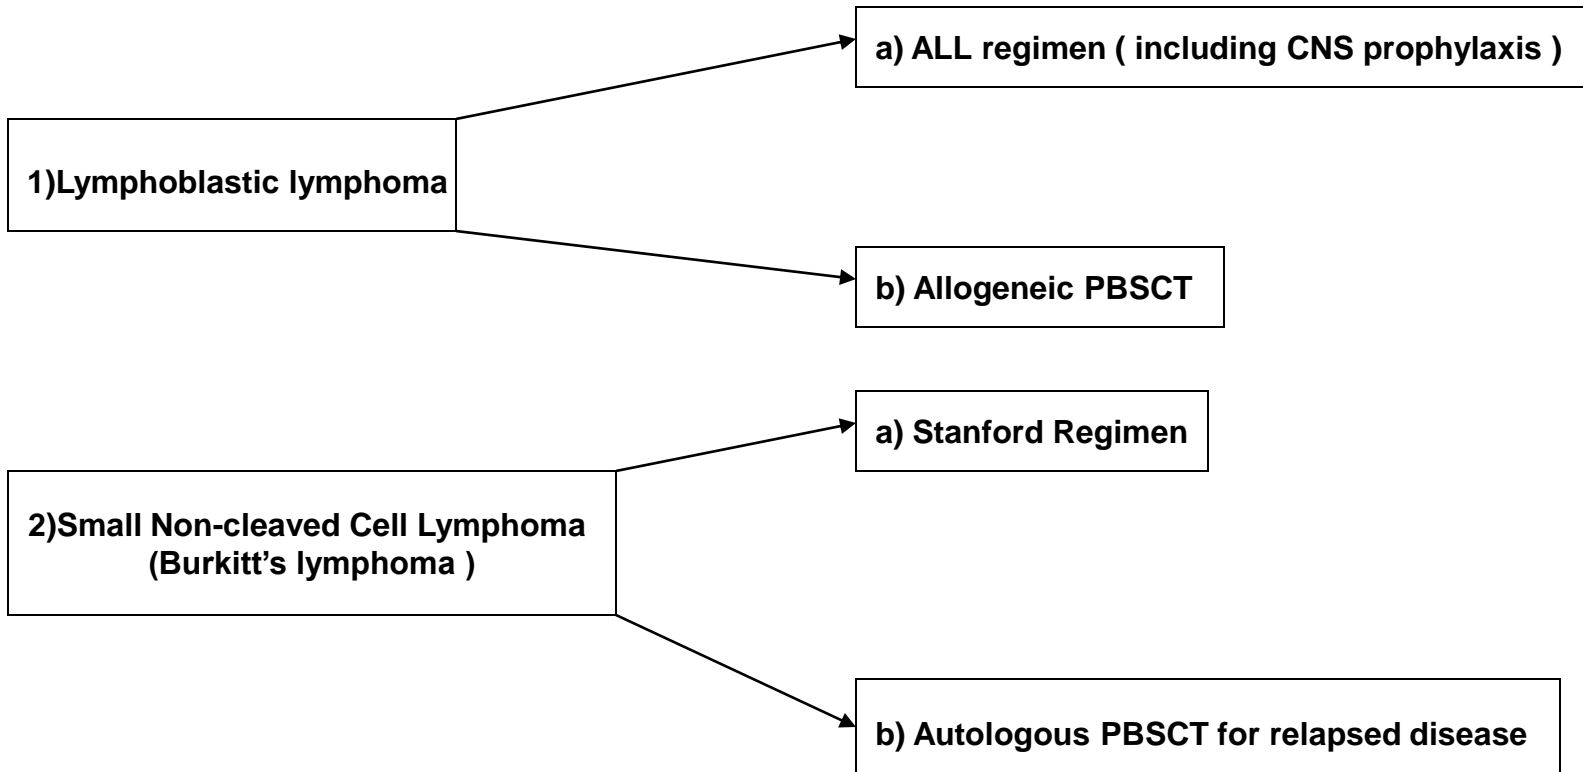 a) ALL regimen ( including CNS prophylaxis )
1)Lymphoblastic lymphoma
b) Allogeneic PBSCT
a) Stanford Regimen
2)Small Non-cleaved Cell Lymphoma
(Burkitt’s lymphoma )
b) Autologous PBSCT for relapsed disease